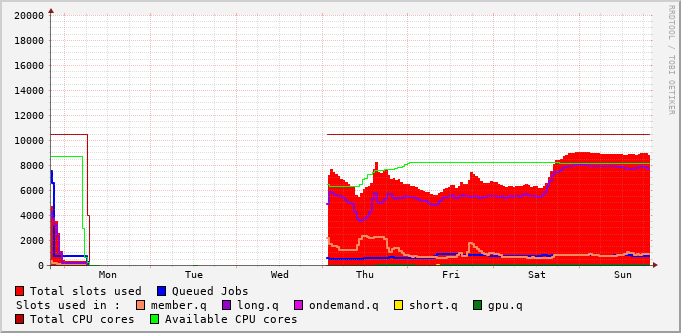 20000
18000
16000
14000
12000
10000
8000
6000
4000
2000
0
Mon Tue Wed Thu Fri Sat Sun
Total slots used Queued Jobs
Slots used in : member.q long.q ondemand.q short.q gpu.q
Total CPU cores Available CPU cores
RRDTOOL / TOBI OETIKER